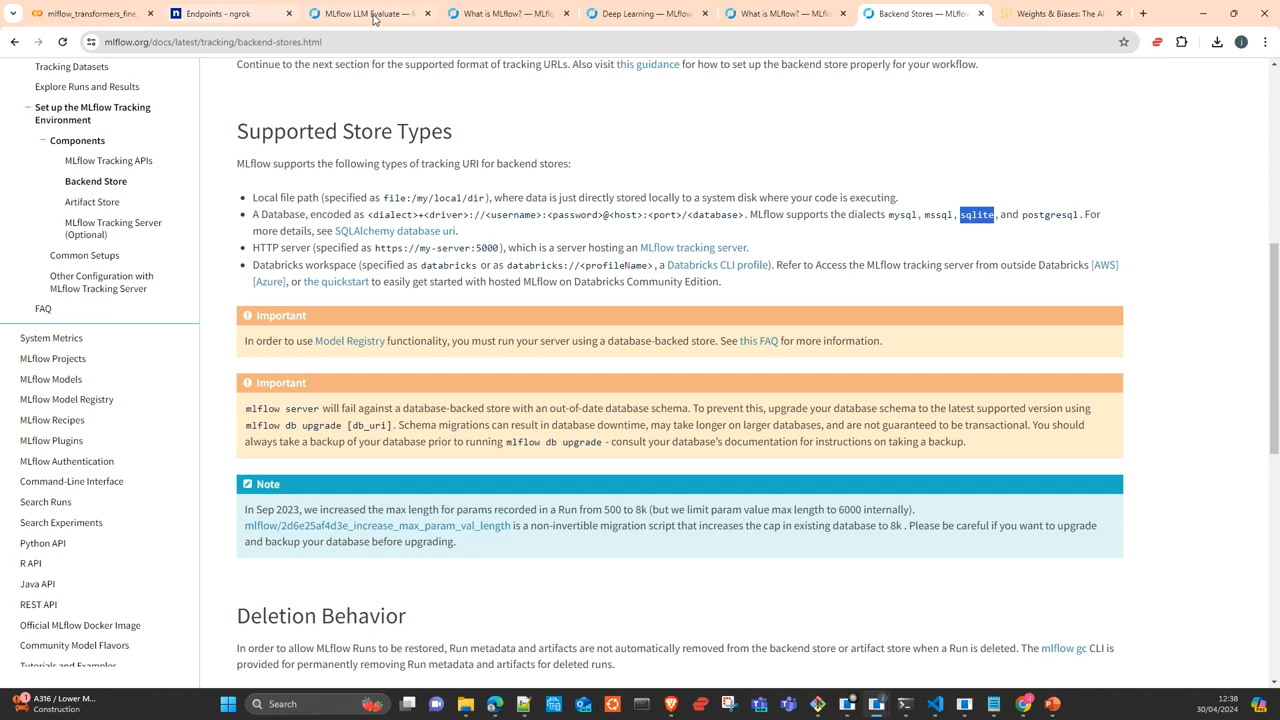 mlflow_transformers_fine_
Endpoints - ngrok
MLflow LLM Evaluate — M
What is MLflow? — MLflo
Deep Learning — MLflow
What is MLflow? — MLflo
Backend Stores — MLflow
Weights & Biases: The AI
mlflow.org/docs/latest/tracking/backend-stores.html
Tracking Datasets
Explore Runs and Results
Set up the MLflow Tracking
Environment
Components
MLflow Tracking APIs
Backend Store
Artifact Store
MLflow Tracking Server
(Optional)
Common Setups
Other Configuration with
MLflow Tracking Server
FAQ
System Metrics
MLflow Projects
MLflow Models
MLflow Model Registry
MLflow Recipes
MLflow Plugins
MLflow Authentication
Command-Line Interface
Search Runs
Search Experiments
Python API
R API
Java API
REST API
Official MLflow Docker Image
Community Model Flavors
Tutorials and Examples
Continue to the next section for the supported format of tracking URLs. Also visit this guidance for how to set up the backend store properly for your workflow.
Supported Store Types
MLflow supports the following types of tracking URI for backend stores:
• Local file path (specified as file:/my/local/dir), where data is just directly stored locally to a system disk where your code is executing.
• A Database, encoded as <dialect>+<driver>://<username>:<password>@<host>:<port>/<database>. MLflow supports the dialects mysql, mssql, sqlite, and postgresql. For
more details, see SQLAlchemy database uri.
• HTTP server (specified as https://my-server:5000), which is a server hosting an MLflow tracking server.
• Databricks workspace (specified as databricks or as databricks://<profileName>, a Databricks CLI profile). Refer to Access the MLflow tracking server from outside Databricks [AWS]
[Azure], or the quickstart to easily get started with hosted MLflow on Databricks Community Edition.
Important
In order to use Model Registry functionality, you must run your server using a database-backed store. See this FAQ for more information.
Important
mlflow server will fail against a database-backed store with an out-of-date database schema. To prevent this, upgrade your database schema to the latest supported version using
mlflow db upgrade [db_uri]. Schema migrations can result in database downtime, may take longer on larger databases, and are not guaranteed to be transactional. You should
always take a backup of your database prior to running mlflow db upgrade - consult your database's documentation for instructions on taking a backup.
Note
In Sep 2023, we increased the max length for params recorded in a Run from 500 to 8k (but we limit param value max length to 6000 internally).
mlflow/2d6e25af4d3e_increase_max_param_val_length is a non-invertible migration script that increases the cap in existing database to 8k . Please be careful if you want to upgrade
and backup your database before upgrading.
Deletion Behavior
In order to allow MLflow Runs to be restored, Run metadata and artifacts are not automatically removed from the backend store or artifact store when a Run is deleted. The mlflow gc CLI is
provided for permanently removing Run metadata and artifacts for deleted runs.
A316 / Lower M...
Construction
Search
12:38
30/04/2024